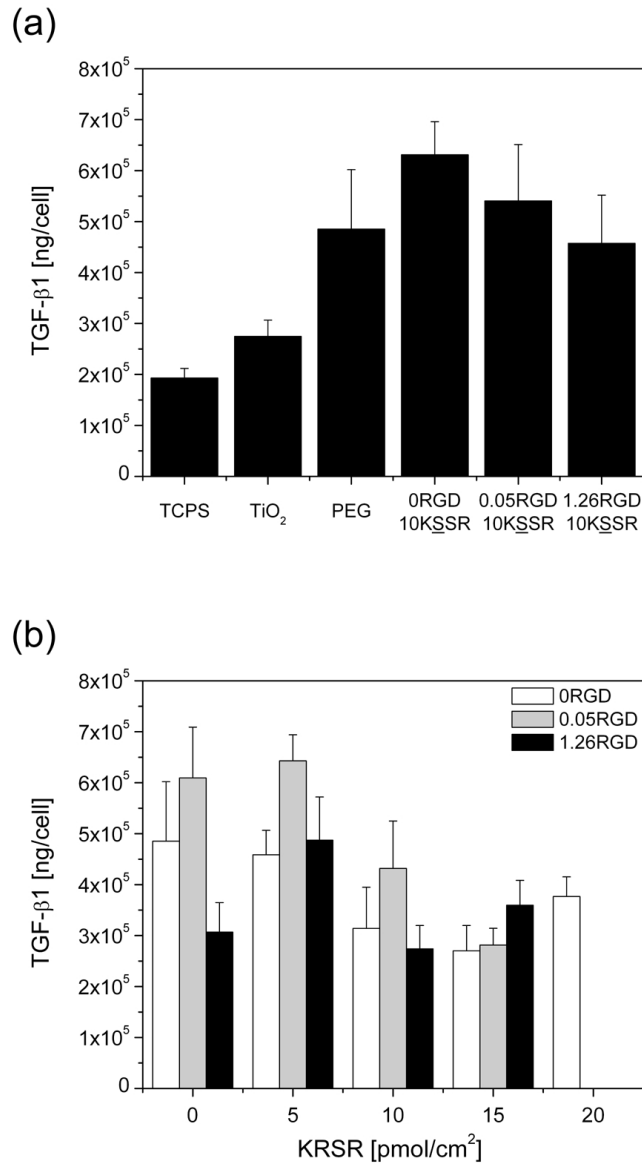 (a)
8x10⁵
7x10⁵
6x10⁵
5x10⁵
4x10⁵
3x10⁵
2x10⁵
1x10⁵
0
TGF-β1 [ng/cell]
TCPS
TiO₂
PEG
0RGD
10KSSR
0.05RGD
10KSSR
1.26RGD
10KSSR
(b)
8x10⁵
7x10⁵
6x10⁵
5x10⁵
4x10⁵
3x10⁵
2x10⁵
1x10⁵
0
TGF-β1 [ng/cell]
0RGD
0.05RGD
1.26RGD
0 5 10 15 20
KRSR [pmol/cm²]